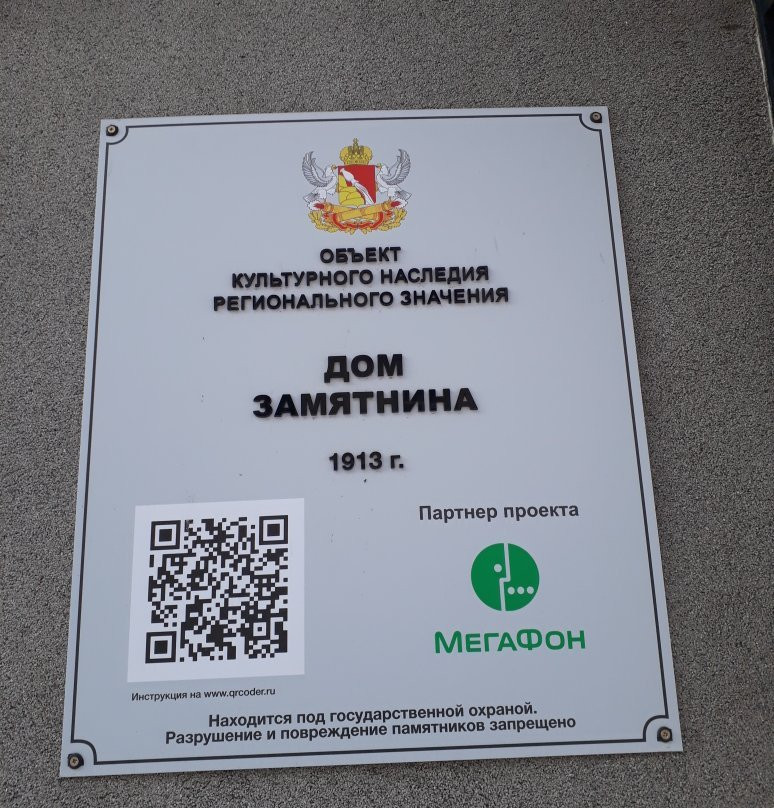 ОБЪЕКТ
КУЛЬТУРНОГО НАСЛЕДИЯ
РЕГИОНАЛЬНОГО ЗНАЧЕНИЯ
ДОМ
ЗАМЯТНИНА
1913 г.
Партнер проекта
МЕГАФОН
Инструкция на www.qrcoder.ru
Находится под государственной охраной.
Разрушение и повреждение памятников запрещено